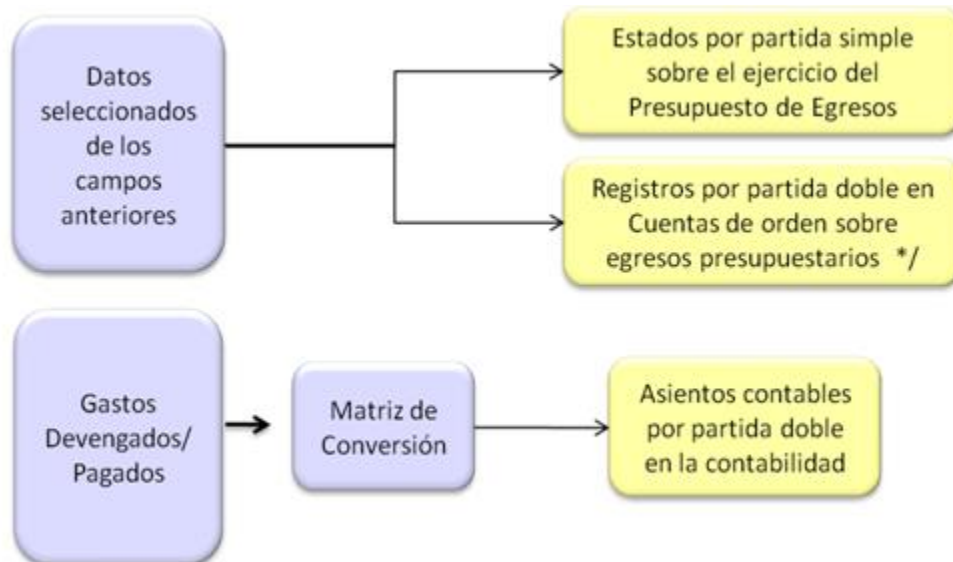 Datos
seleccionados
de los
campos
anteriores
Estados por partida simple
sobre el ejercicio del
Presupuesto de Egresos
Registros por partida doble en
Cuentas de orden sobre
egresos presupuestarios */
Gastos
Devengados/
Pagados
Matriz de
Conversión
Asientos contables
por partida doble
en la contabilidad